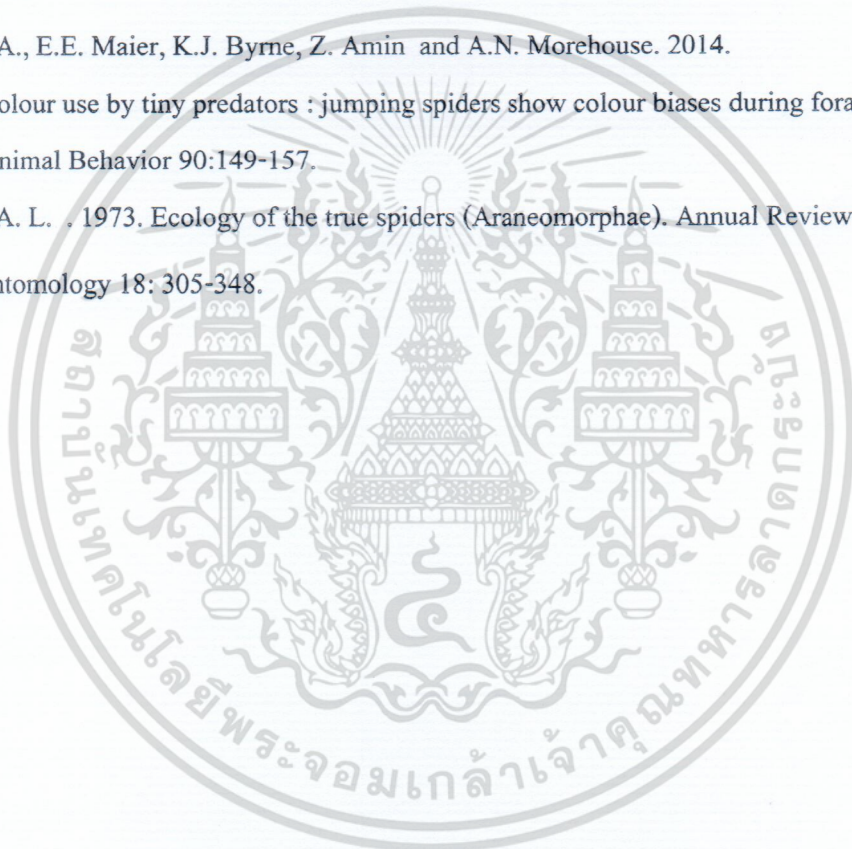 A., E.E. Maier, K.J. Byrne, Z. Amin and A.N. Morehouse. 2014.
olour use by tiny predators : jumping spiders show colour biases during fora
nimal Behavior 90:149-157.
A. L. . 1973. Ecology of the true spiders (Araneomorphae). Annual Review
ntomology 18: 305-348.
สถาบันเทคโนโลยีพระจอมเกล้าเจ้าคุณทหารลาดกระบัง
๔